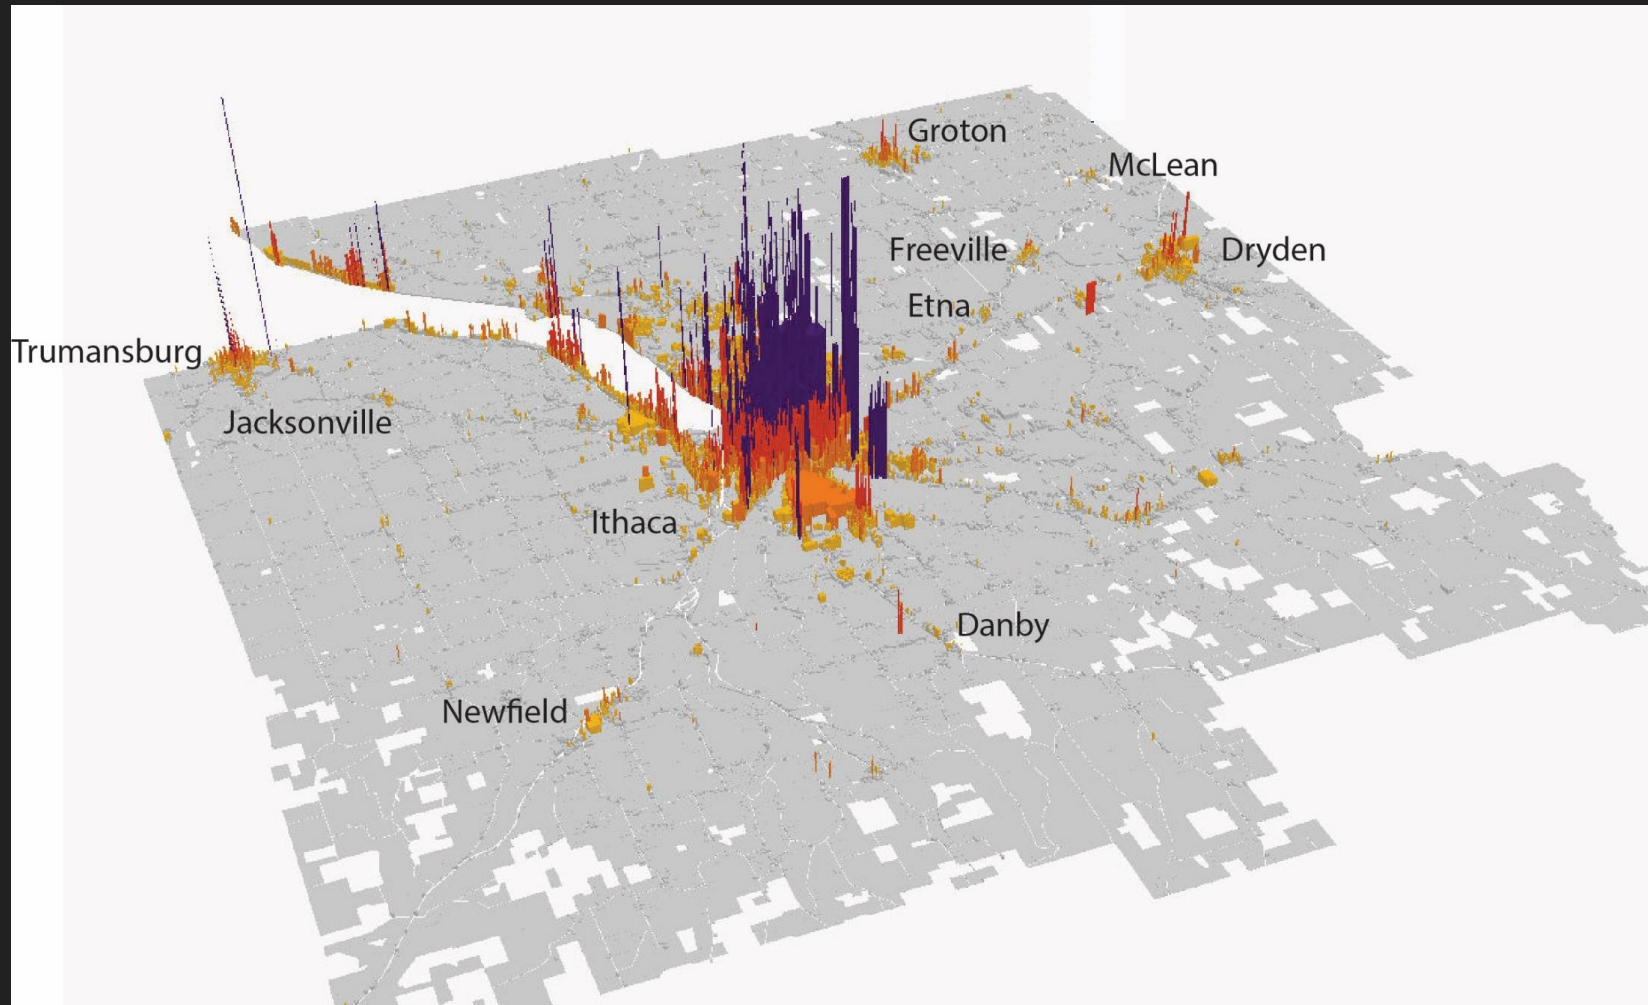 Groton
McLean
Freeville
Dryden
Etna
Trumansburg
Jacksonville
Ithaca
Danby
Newfield